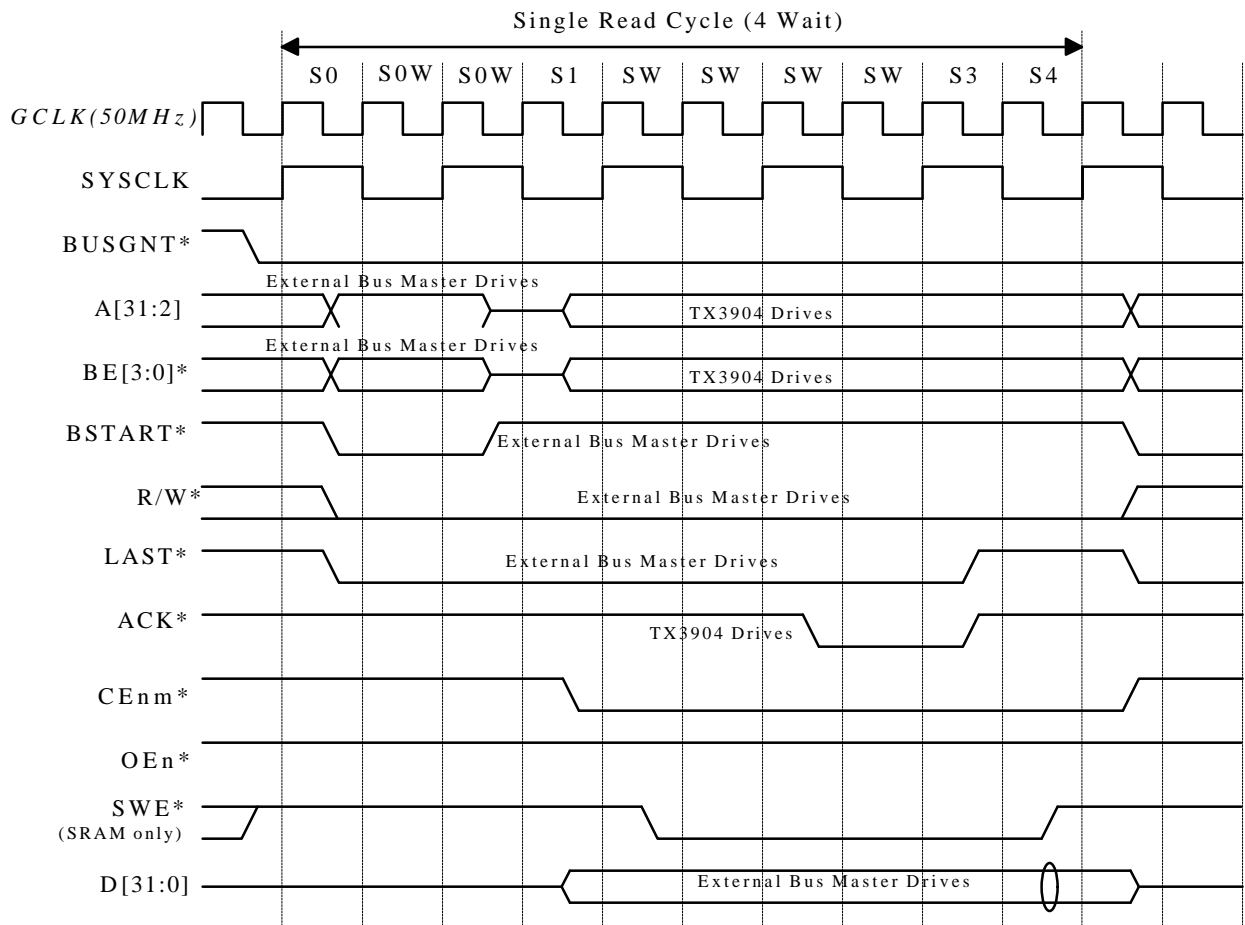 Single Read Cycle (4 Wait)
S0 S0W S0W S1 SW SW SW SW S3 S4
GCLK(50MHz)
SYSCLK
BUSGNT*
External Bus Master Drives
A[31:2]
TX3904 Drives
External Bus Master Drives
BE[3:0]*
TX3904 Drives
BSTART*
External Bus Master Drives
R/W*
External Bus Master Drives
LAST*
External Bus Master Drives
ACK*
TX3904 Drives
CEnm*
OEn*
SWE*
(SRAM only)
D[31:0]
External Bus Master Drives